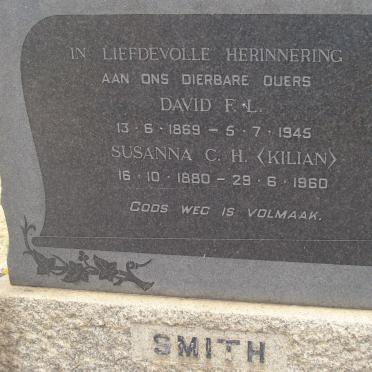 IN LIEFDEVOLLE HERINNERING
AAN ONS DIERBARE OUERS
DAVID F. L.
13 · 6 · 1869 – 5 · 7 · 1945
SUSANNA C. H. (KILIAN)
16 · 10 · 1880 – 29 · 6 · 1960
GODS WEG IS VOLMAAK.
SMITH